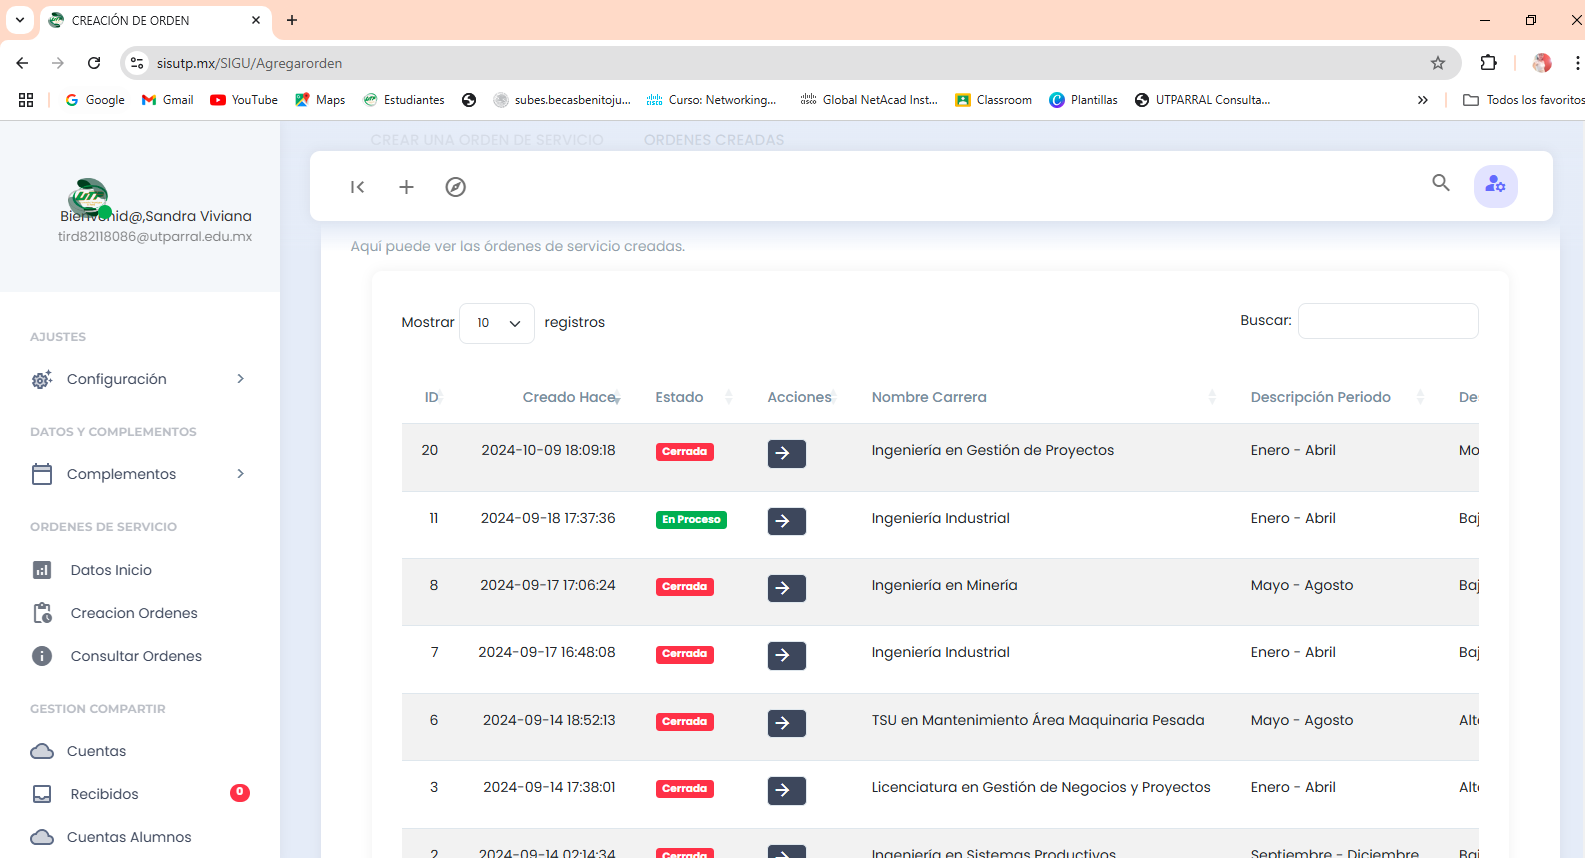 CREACIÓN DE ORDEN
sisutp.mx/SIGU/Agregarorden
Google Gmail YouTube Maps Estudiantes subes.becasbenitoju... Curso: Networking... Global NetAcad Inst... Classroom Plantillas UTPARRAL Consulta... Todos los favoritos
CREAR UNA ORDEN DE SERVICIO ORDENES CREADAS
UTP
Bienvenid@,Sandra Viviana
tird82118086@utparral.edu.mx
AJUSTES
Configuración
DATOS Y COMPLEMENTOS
Complementos
ORDENES DE SERVICIO
Datos Inicio
Creacion Ordenes
Consultar Ordenes
GESTION COMPARTIR
Cuentas
Recibidos 0
Cuentas Alumnos
Aquí puede ver las órdenes de servicio creadas.
Mostrar 10 registros Buscar:
ID Creado Hace Estado Acciones Nombre Carrera Descripción Periodo De
20 2024-10-09 18:09:18 Cerrada Ingeniería en Gestión de Proyectos Enero - Abril Mo
11 2024-09-18 17:37:36 En Proceso Ingeniería Industrial Enero - Abril Baj
8 2024-09-17 17:06:24 Cerrada Ingeniería en Minería Mayo - Agosto Baj
7 2024-09-17 16:48:08 Cerrada Ingeniería Industrial Enero - Abril Baj
6 2024-09-14 18:52:13 Cerrada TSU en Mantenimiento Área Maquinaria Pesada Mayo - Agosto Alt
3 2024-09-14 17:38:01 Cerrada Licenciatura en Gestión de Negocios y Proyectos Enero - Abril Alt
2 2024-09-14 02:14:34 Cerrada Ingeniería en Sistemas Productivos Septiembre - Diciembre Baj